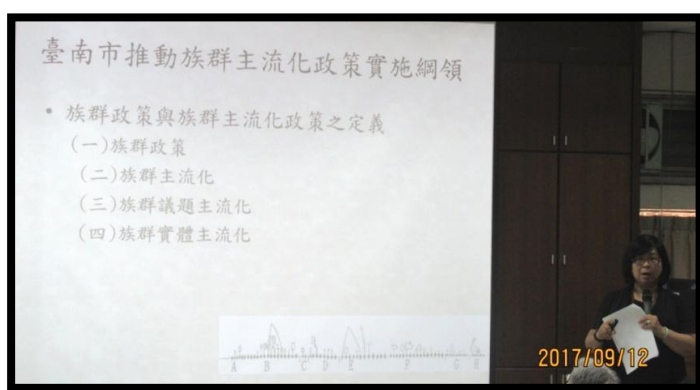 臺南市推動族群主流化政策實施綱領
• 族群政策與族群主流化政策之定義
(一)族群政策
(二)族群主流化
(三)族群議題主流化
(四)族群實體主流化
A B C D E F G
2017/09/12